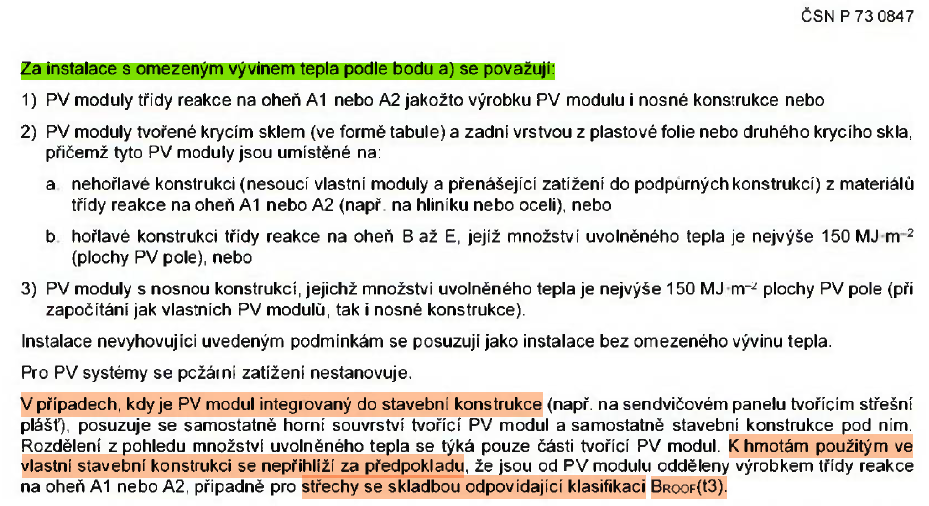 ČSN P 73 0847
Za instalace s omezeným vývinem tepla podle bodu a) se považují:
1) PV moduly třídy reakce na oheň A1 nebo A2 jakožto výrobku PV modulu i nosné konstrukce nebo
2) PV moduly tvořené krycím sklem (ve formě tabule) a zadní vrstvou z plastové folie nebo druhého krycího skla,
přičemž tyto PV moduly jsou umístěné na:
a. nehořlavé konstrukci (nesoucí vlastní moduly a přenášející zatížení do podpůrných konstrukcí) z materiálů
třídy reakce na oheň A1 nebo A2 (např. na hliníku nebo oceli), nebo
b. hořlavé konstrukci třídy reakce na oheň B až E, jejíž množství uvolněného tepla je nejvýše 150 MJ·m⁻²
(plochy PV pole), nebo
3) PV moduly s nosnou konstrukcí, jejichž množství uvolněného tepla je nejvýše 150 MJ·m⁻² plochy PV pole (při
započítání jak vlastních PV modulů, tak i nosné konstrukce).
Instalace nevyhovující uvedeným podmínkám se posuzují jako instalace bez omezeného vývinu tepla.
Pro PV systémy se požární zatížení nestanovuje.
V případech, kdy je PV modul integrovaný do stavební konstrukce (např. na sendvičovém panelu tvořícím střešní
plášť), posuzuje se samostatně horní souvrství tvořící PV modul a samostatně stavební konstrukce pod ním.
Rozdělení z pohledu množství uvolněného tepla se týká pouze části tvořící PV modul. K hmotám použitým ve
vlastní stavební konstrukci se nepřihlíží za předpokladu, že jsou od PV modulu odděleny výrobkem třídy reakce
na oheň A1 nebo A2, případně pro střechy se skladbou odpovídající klasifikaci BROOF(t3).